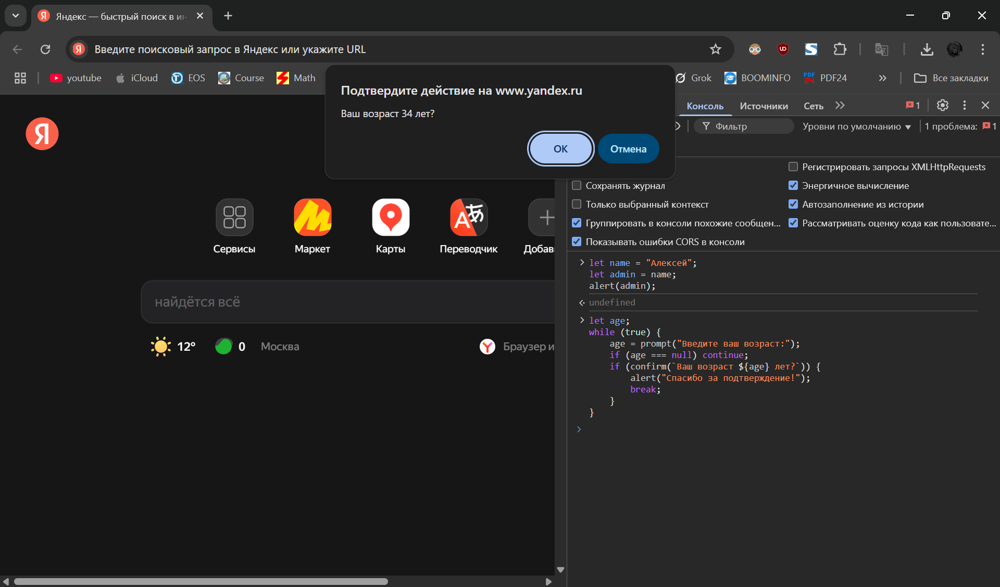 Яндекс — быстрый поиск в ин
Введите поисковый запрос в Яндекс или укажите URL
youtube
iCloud
EOS
Course
Math
Grok
BOOMINFO
PDF24
Все закладки
Подтвердите действие на www.yandex.ru
Ваш возраст 34 лет?
ОК
Отмена
Консоль
Источники
Сеть
1
Фильтр
Уровни по умолчанию
1 проблема: 1
Регистрировать запросы XMLHttpRequests
Сохранять журнал
Энергичное вычисление
Только выбранный контекст
Автозаполнение из истории
Группировать в консоли похожие сообщен...
Рассматривать оценку кода как пользовате...
Показывать ошибки CORS в консоли
Я
Сервисы
Маркет
Карты
Переводчик
Добав
найдётся всё
12°
0
Москва
Браузер и
let name = "Алексей";
let admin = name;
alert(admin);
undefined
let age;
while (true) {
age = prompt("Введите ваш возраст:");
if (age === null) continue;
if (confirm(`Ваш возраст ${age} лет?`)) {
alert("Спасибо за подтверждение!");
break;
}
}